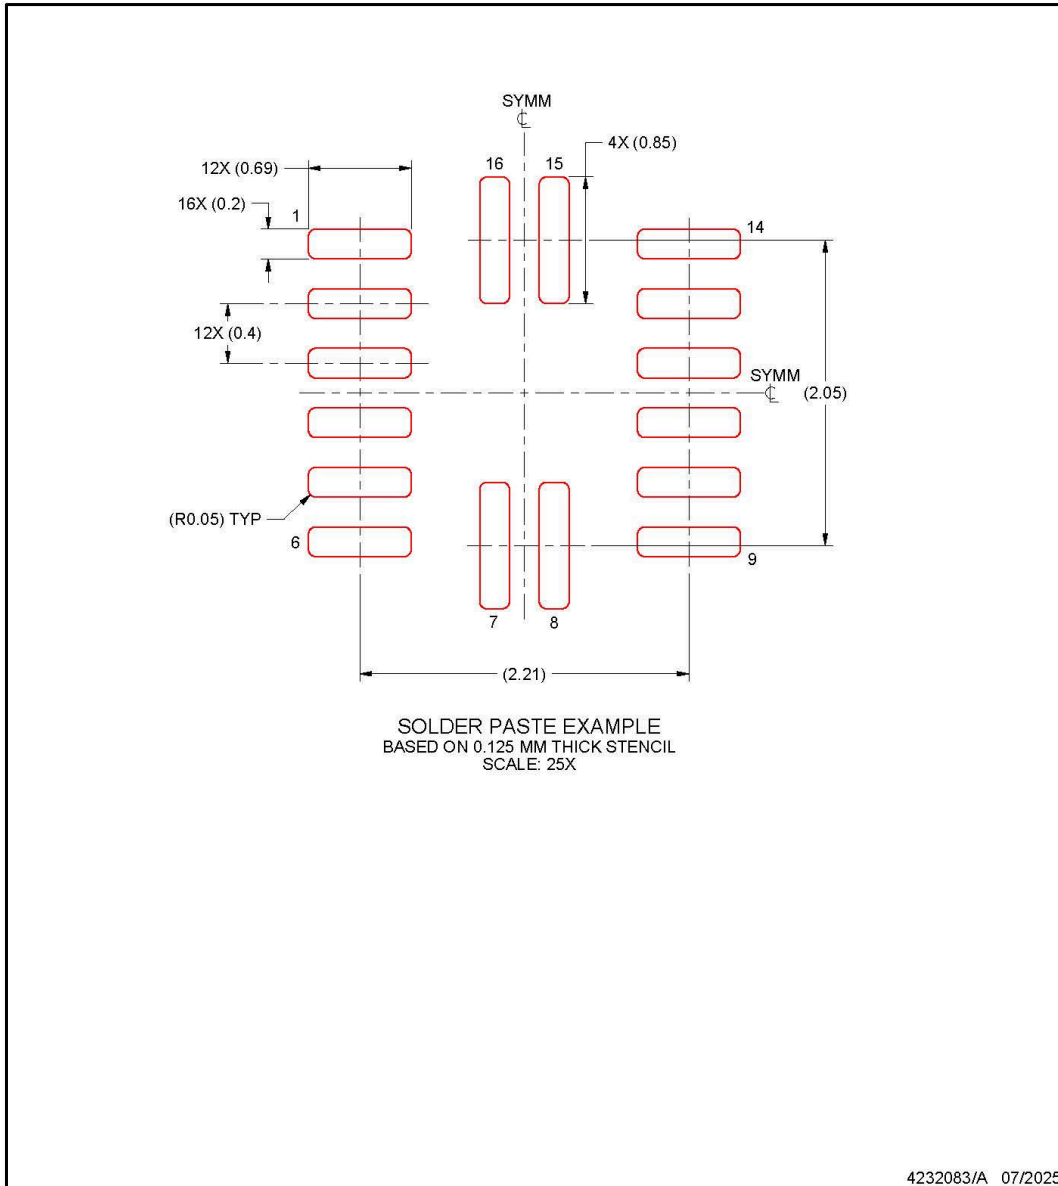 SYMM
℄
4X (0.85)
12X (0.69)
16 15
16X (0.2)
1
14
12X (0.4)
SYMM
℄
(2.05)
(R0.05) TYP
6
9
7 8
(2.21)
SOLDER PASTE EXAMPLE
BASED ON 0.125 MM THICK STENCIL
SCALE: 25X
4232083/A 07/2025